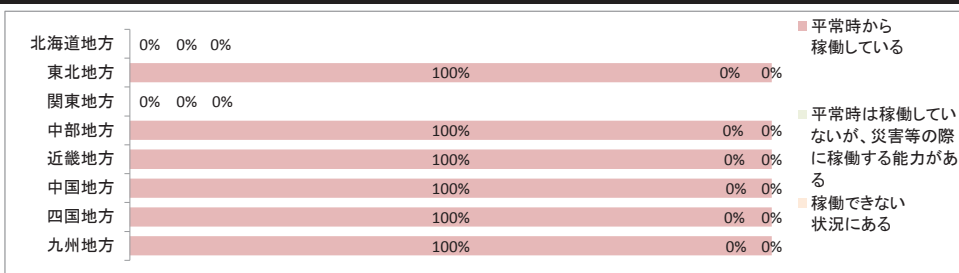 北海道地方 0% 0% 0%
東北地方 100% 0% 0%
関東地方 0% 0% 0%
中部地方 100% 0% 0%
近畿地方 100% 0% 0%
中国地方 100% 0% 0%
四国地方 100% 0% 0%
九州地方 100% 0% 0%
平常時から
稼働している
平常時は稼働してい
ないが、災害等の際
に稼働する能力があ
る
稼働できない
状況にある